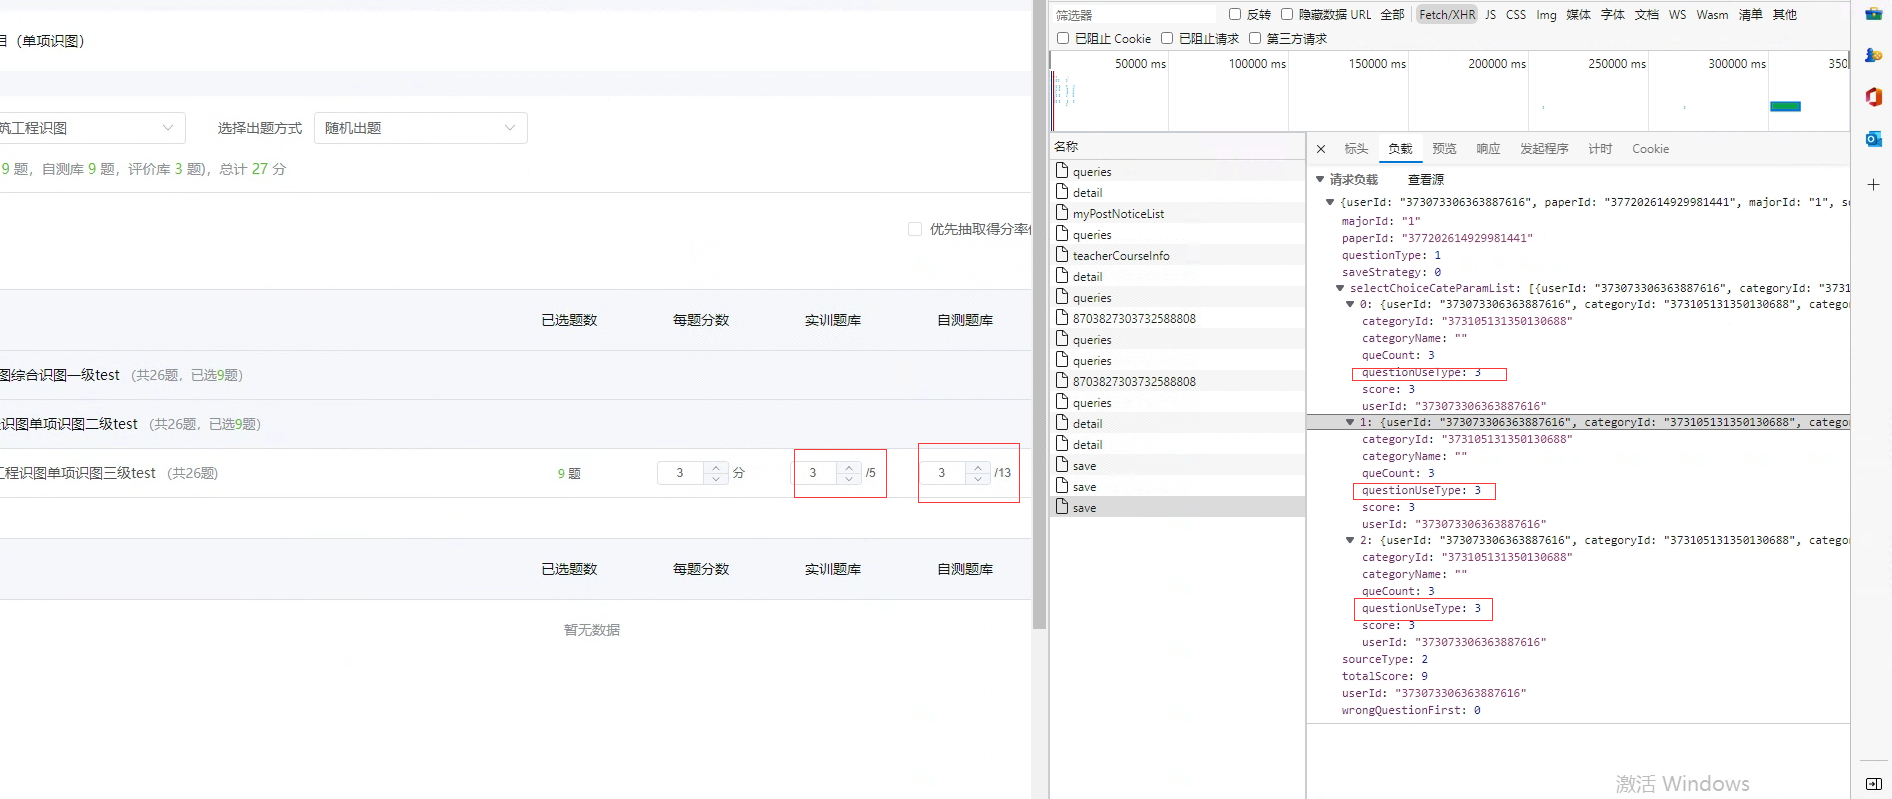 目（单项识图）
筑工程识图
选择出题方式
随机出题
9 题，自测库 9 题，评价库 3 题)，总计 27 分
优先抽取得分率
已选题数 每题分数 实训题库 自测题库
图综合识图一级test （共26题，已选9题）
识图单项识图二级test （共26题，已选9题）
工程识图单项识图三级test （共26题） 9 题 3 分 3 /5 3 /13
已选题数 每题分数 实训题库 自测题库
暂无数据
筛选器 反转 隐藏数据 URL 全部 Fetch/XHR JS CSS Img 媒体 字体 文档 WS Wasm 清单 其他
已阻止 Cookie 已阻止请求 第三方请求
50000 ms 100000 ms 150000 ms 200000 ms 250000 ms 300000 ms 350
名称
queries
detail
myPostNoticeList
queries
teacherCourseInfo
detail
queries
8703827303732588808
queries
queries
8703827303732588808
queries
detail
detail
save
save
save
× 标头 负载 预览 响应 发起程序 计时 Cookie
▼ 请求负载 查看源
▼ {userId: "373073306363887616", paperId: "377202614929981441", majorId: "1", s
majorId: "1"
paperId: "377202614929981441"
questionType: 1
saveStrategy: 0
▼ selectChoiceCateParamList: [{userId: "373073306363887616", categoryId: "3731
▼ 0: {userId: "373073306363887616", categoryId: "373105131350130688", catego
categoryId: "373105131350130688"
categoryName: ""
queCount: 3
questionUseType: 3
score: 3
userId: "373073306363887616"
▼ 1: {userId: "373073306363887616", categoryId: "373105131350130688", catego
categoryId: "373105131350130688"
categoryName: ""
queCount: 3
questionUseType: 3
score: 3
userId: "373073306363887616"
▼ 2: {userId: "373073306363887616", categoryId: "373105131350130688", catego
categoryId: "373105131350130688"
categoryName: ""
queCount: 3
questionUseType: 3
score: 3
userId: "373073306363887616"
sourceType: 2
totalScore: 9
userId: "373073306363887616"
wrongQuestionFirst: 0
激活 Windows